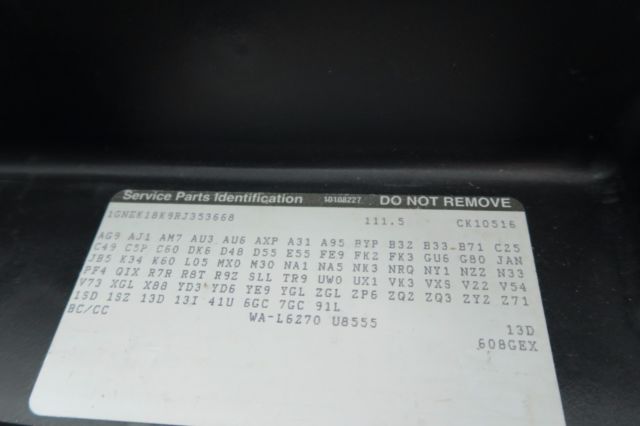 Service Parts Identification 10108227 DO NOT REMOVE
1GNEK18K9RJ353668 111.5 CK10516
AG9 AJ1 AM7 AU3 AU6 AXP A31 A95 BYP B32 B33 B71 C25
C49 C5P C60 DK6 D48 D55 E55 FE9 FK2 FK3 GU6 G80 JAN
JB5 K34 K60 L05 MX0 M30 NA1 NA5 NK3 NRQ NY1 NZZ N33
PF4 QIX R7R R8T R9Z SLL TR9 UW0 UX1 VK3 VXS V22 V54
V73 XGL X88 YD3 YD6 YE9 YGL ZGL ZP6 ZQ2 ZQ3 ZY2 Z71
1SD 1SZ 13D 13I 41U 6GC 7GC 91L
BC/CC WA-L6270 U8555 13D
608GEX